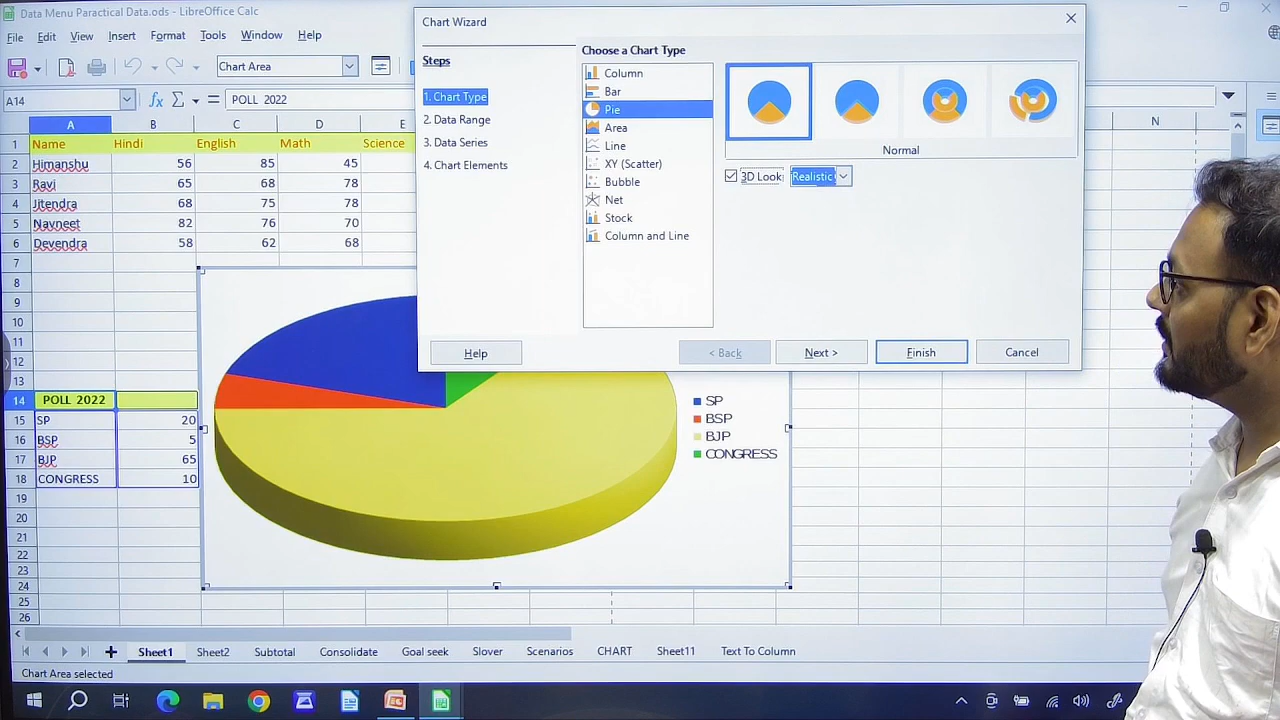 Data Menu Paractical Data.ods - LibreOffice Calc
File Edit View Insert Format Tools Window Help
Chart Area
A14
POLL 2022
A B C D E N
1 Name Hindi English Math Science
2 Himanshu 56 85 45
3 Ravi 65 68 78
4 Jitendra 68 75 78
5 Navneet 82 76 70
6 Devendra 58 62 68
7
8
9
10
11
12
13
14 POLL 2022
15 SP 20
16 BSP 5
17 BJP 65
18 CONGRESS 10
19
20
21
22
23
24
25
26
SP
BSP
BJP
CONGRESS
Chart Wizard
Steps
1. Chart Type
2. Data Range
3. Data Series
4. Chart Elements
Choose a Chart Type
Column
Bar
Pie
Area
Line
XY (Scatter)
Bubble
Net
Stock
Column and Line
Normal
3D Look Realistic
Help < Back Next > Finish Cancel
Sheet1 Sheet2 Subtotal Consolidate Goal seek Slover Scenarios CHART Sheet11 Text To Column
Chart Area selected